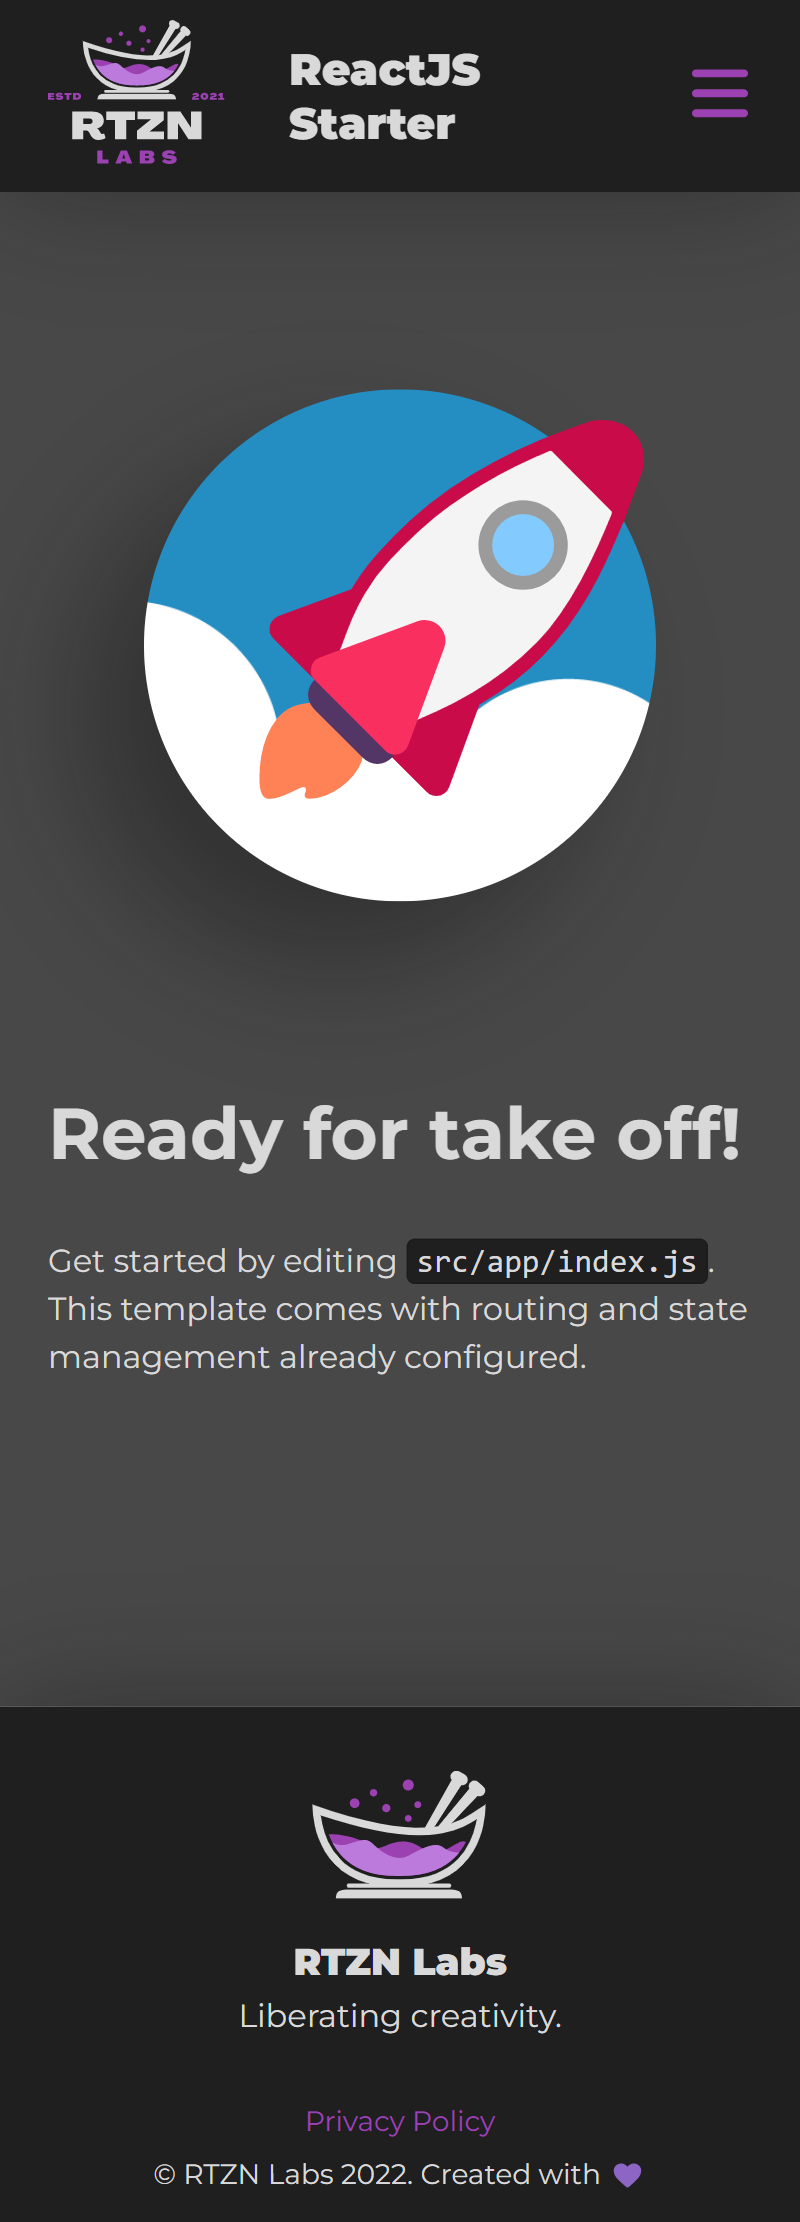 ESTD 2021
RTZN
LABS
ReactJS
Starter
Ready for take off!
Get started by editing src/app/index.js.
This template comes with routing and state
management already configured.
RTZN Labs
Liberating creativity.
Privacy Policy
© RTZN Labs 2022. Created with 💜